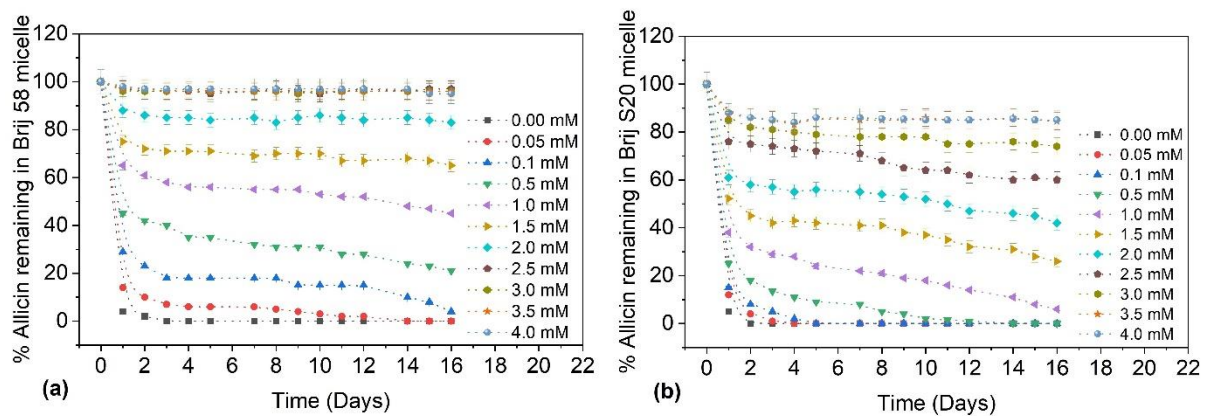 % Allicin remaining in Brij 58 micelle
120
100
80
60
40
20
0
0 2 4 6 8 10 12 14 16 18 20 22
Time (Days)
(a)
0.00 mM
0.05 mM
0.1 mM
0.5 mM
1.0 mM
1.5 mM
2.0 mM
2.5 mM
3.0 mM
3.5 mM
4.0 mM
% Allicin remaining in Brij S20 micelle
120
100
80
60
40
20
0
0 2 4 6 8 10 12 14 16 18 20 22
Time (Days)
(b)
0.00 mM
0.05 mM
0.1 mM
0.5 mM
1.0 mM
1.5 mM
2.0 mM
2.5 mM
3.0 mM
3.5 mM
4.0 mM